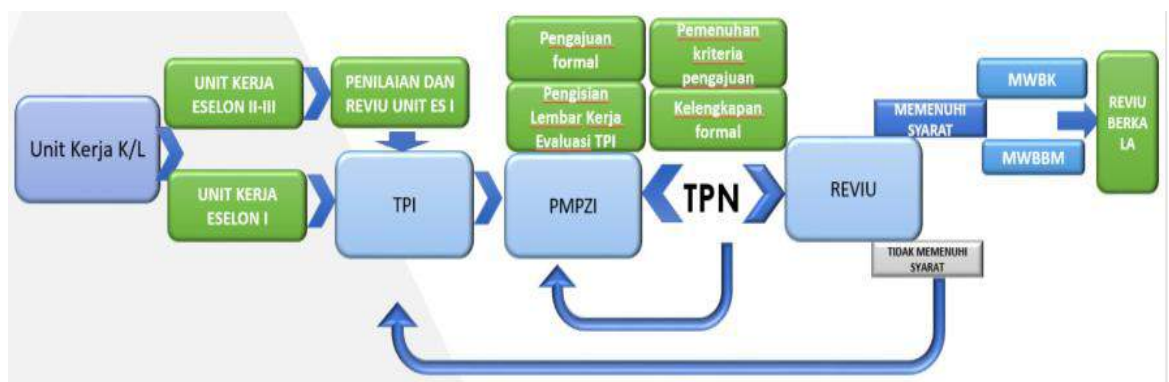 Unit Kerja K/L
UNIT KERJA
ESELON II-III
UNIT KERJA
ESELON I
PENILAIAN DAN
REVIU UNIT ES I
TPI
Pengajuan
formal
Pemenuhan
kriteria
pengajuan
Pengisian
Lembar Kerja
Evaluasi TPI
Kelengkapan
formal
PMPZI
TPN
REVIU
MEMENUHI
SYARAT
TIDAK MEMENUHI
SYARAT
MWBK
MWBBM
REVIU
BERKA
LA